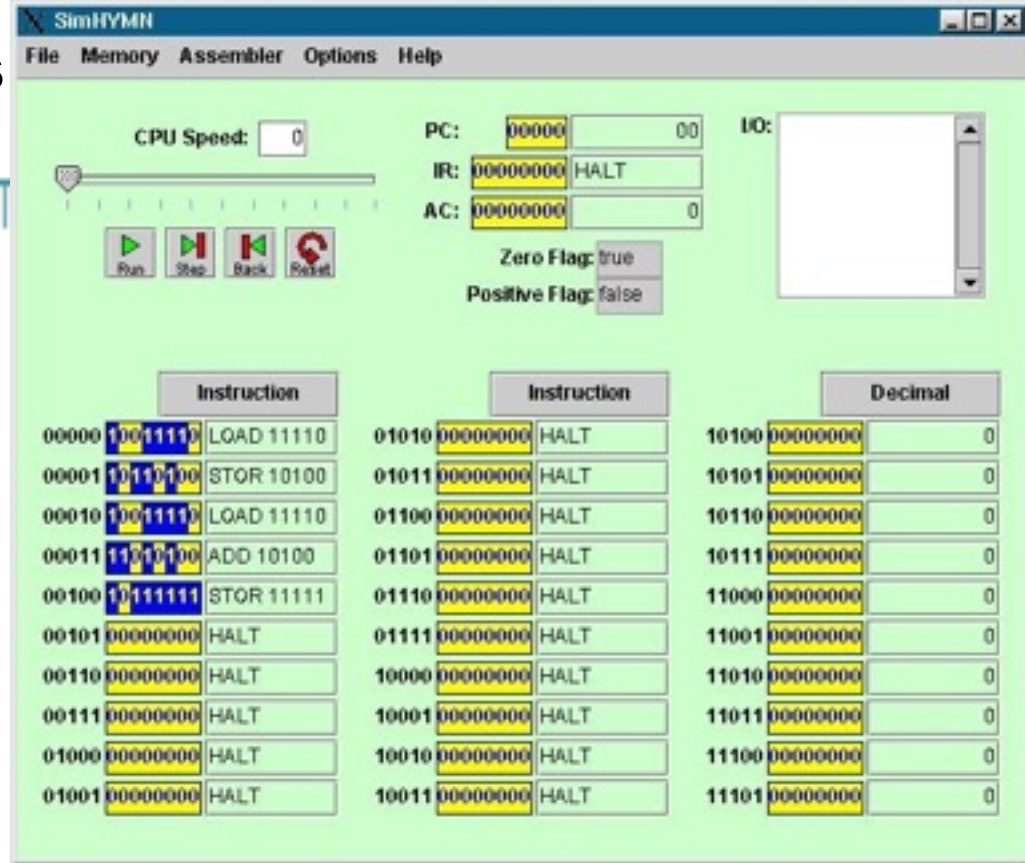 SimHYMN
File Memory Assembler Options Help
CPU Speed: 0
Run Step Back Reset
PC: 00000 00
IR: 00000000 HALT
AC: 00000000 0
Zero Flag: true
Positive Flag: false
I/O:
Instruction Instruction Decimal
00000 10011110 LOAD 11110 01010 00000000 HALT 10100 00000000 0
00001 10110100 STOR 10100 01011 00000000 HALT 10101 00000000 0
00010 10011110 LOAD 11110 01100 00000000 HALT 10110 00000000 0
00011 11010100 ADD 10100 01101 00000000 HALT 10111 00000000 0
00100 10111111 STOR 11111 01110 00000000 HALT 11000 00000000 0
00101 00000000 HALT 01111 00000000 HALT 11001 00000000 0
00110 00000000 HALT 10000 00000000 HALT 11010 00000000 0
00111 00000000 HALT 10001 00000000 HALT 11011 00000000 0
01000 00000000 HALT 10010 00000000 HALT 11100 00000000 0
01001 00000000 HALT 10011 00000000 HALT 11101 00000000 0